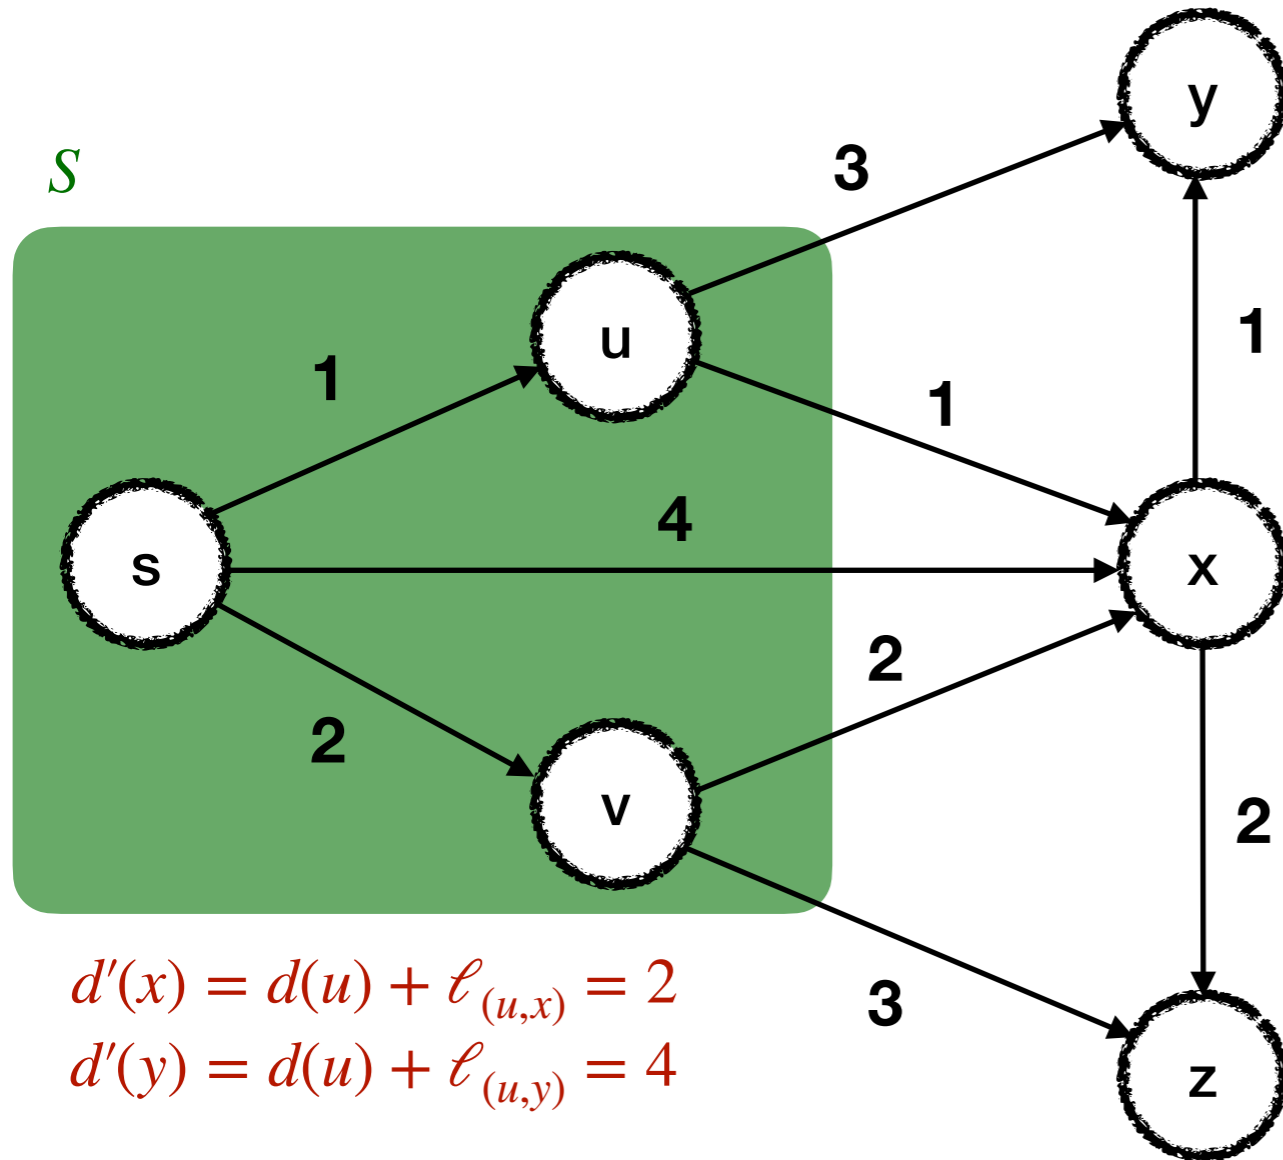 y
3
S
u
1
1
1
4
s
x
2
2
2
v
d′(x) = d(u) + ℓ(u,x) = 2
3
d′(y) = d(u) + ℓ(u,y) = 4
z